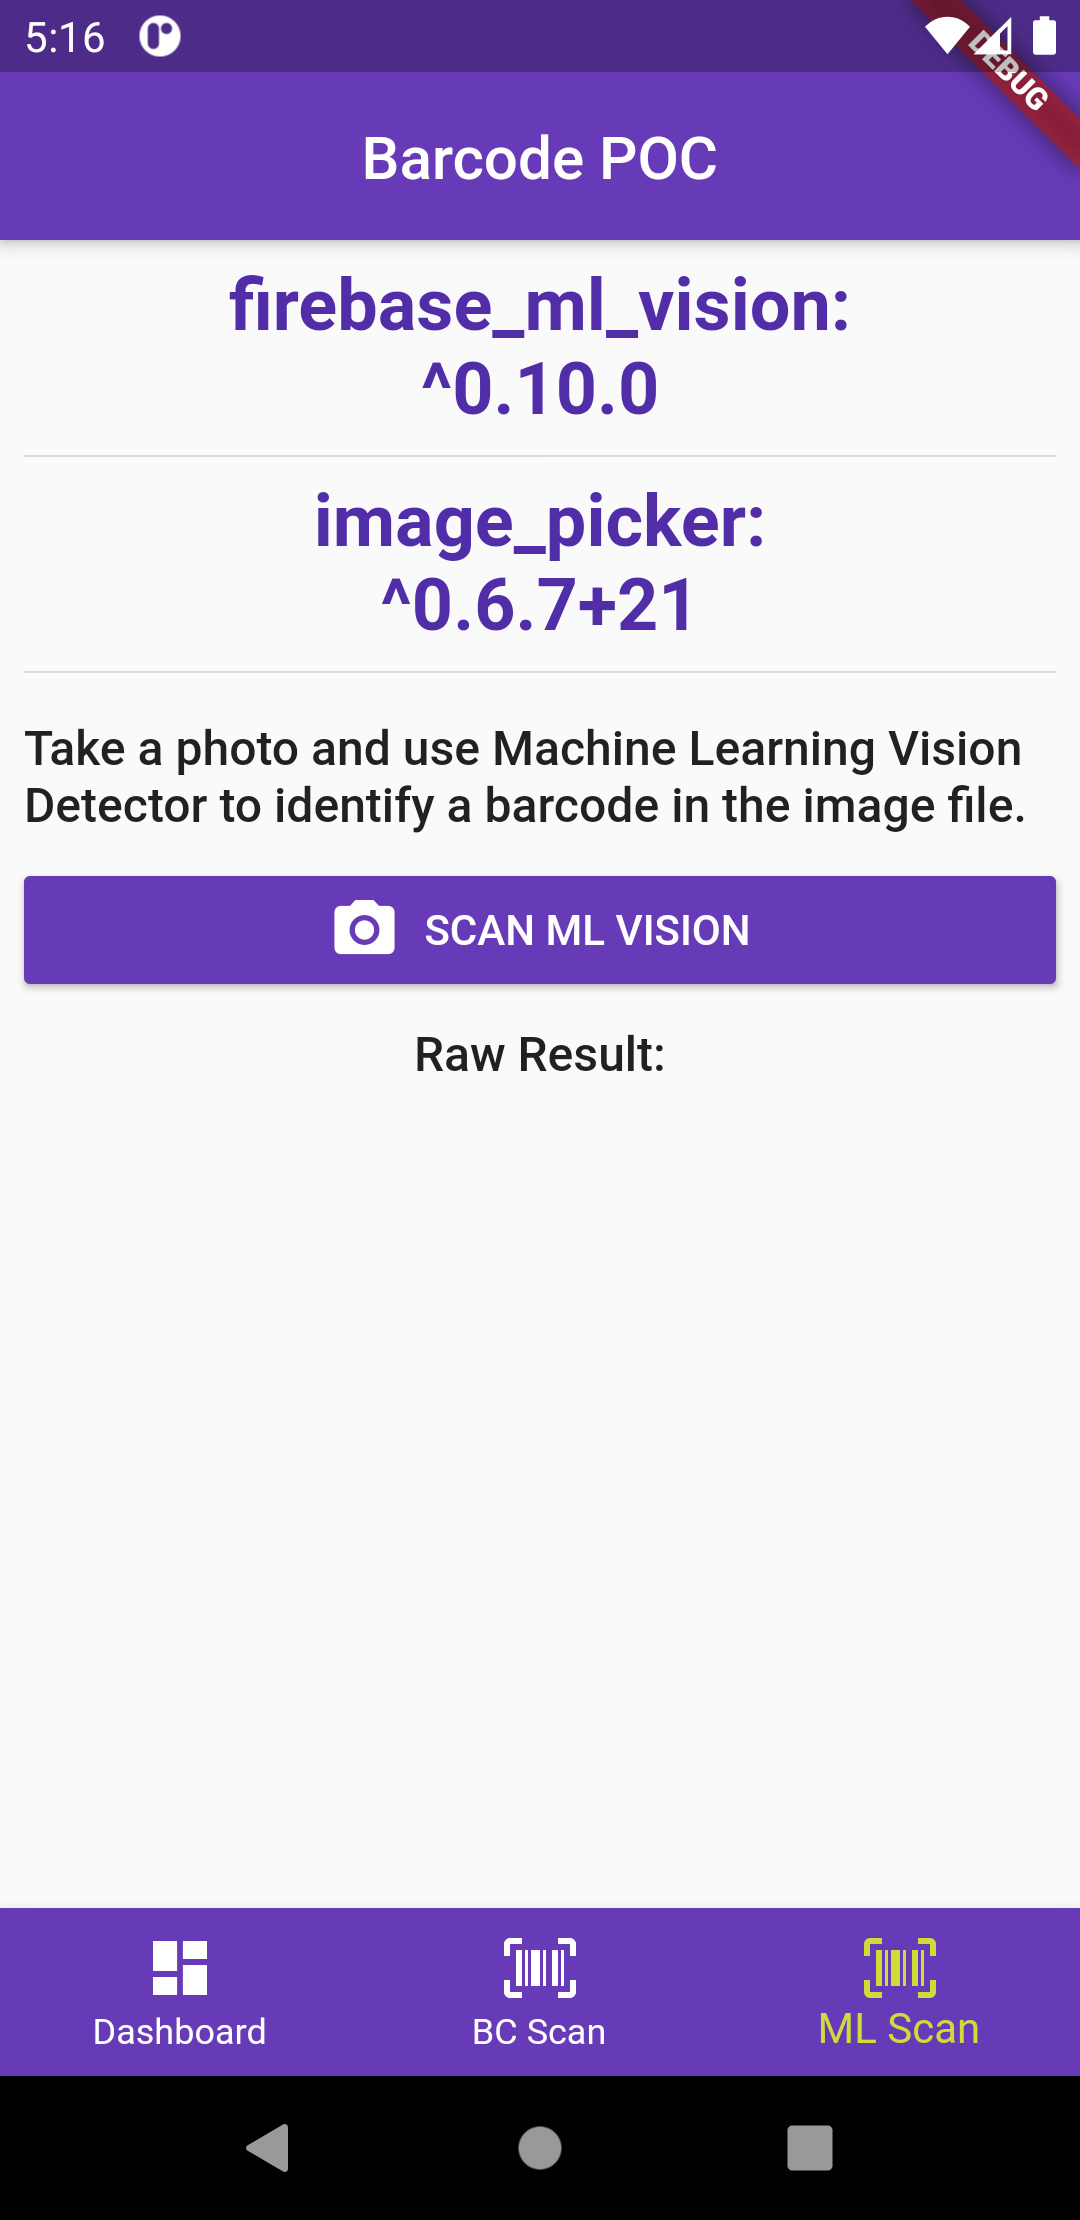 5:16
DEBUG
Barcode POC
firebase_ml_vision:
^0.10.0
image_picker:
^0.6.7+21
Take a photo and use Machine Learning Vision
Detector to identify a barcode in the image file.
SCAN ML VISION
Raw Result:
Dashboard
BC Scan
ML Scan